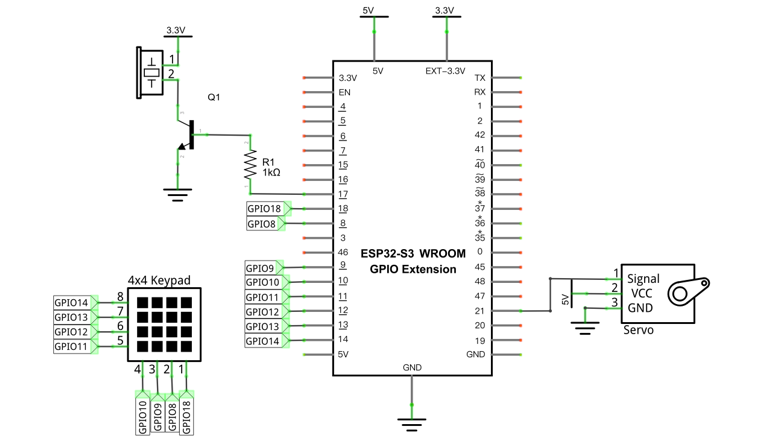 5V
3.3V
3.3V
1
2
Q1
R1
1kΩ
5V
EXT-3.3V
3.3V
EN
4
5
6
7
15
16
17
18
8
3
46
9
10
11
12
13
14
5V
TX
RX
1
2
42
41
40
39
38
*
37
*
36
*
35
0
45
48
47
21
20
19
GND
ESP32-S3 WROOM
GPIO Extension
GND
GPIO18
GPIO8
GPIO9
GPIO10
GPIO11
GPIO12
GPIO13
GPIO14
4x4 Keypad
GPIO14 8
GPIO13 7
GPIO12 6
GPIO11 5
4 3 2 1
GPIO10
GPIO9
GPIO8
GPIO18
1 Signal
2 VCC
3 GND
5V
Servo